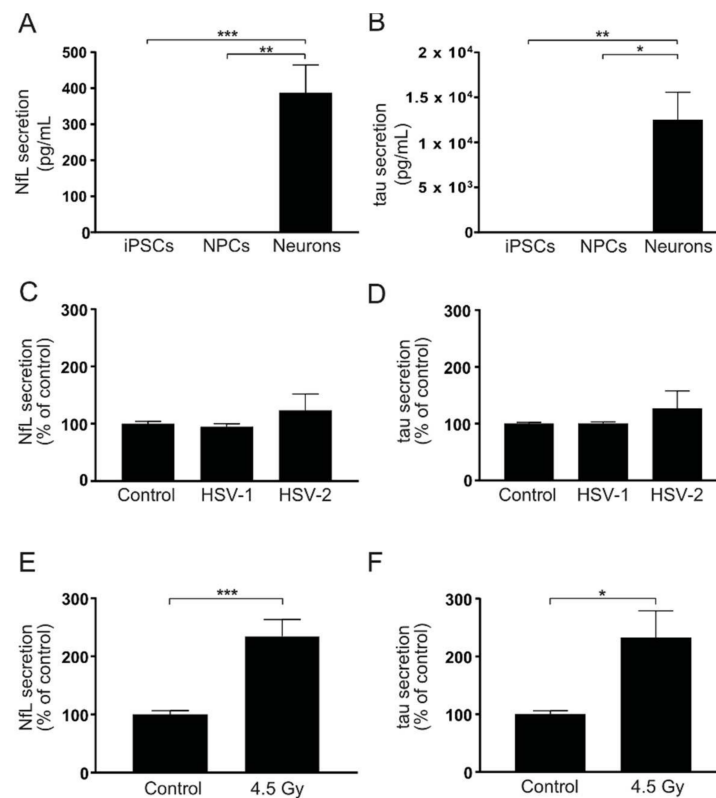 A
NfL secretion
(pg/mL
500
400
300
200
100
0
***
**
iPSCs NPCs Neurons
B
tau secretion
(pg/mL)
2 x 10⁴
1.5 x 10⁴
1 x 10⁴
5 x 10³
0
**
*
iPSCs NPCs Neurons
C
NfL secretion
(% of control)
300
200
100
0
Control HSV-1 HSV-2
D
tau secretion
(% of control)
300
200
100
0
Control HSV-1 HSV-2
E
NfL secretion
(% of control)
300
200
100
0
***
Control 4.5 Gy
F
tau secretion
(% of control)
300
200
100
0
*
Control 4.5 Gy